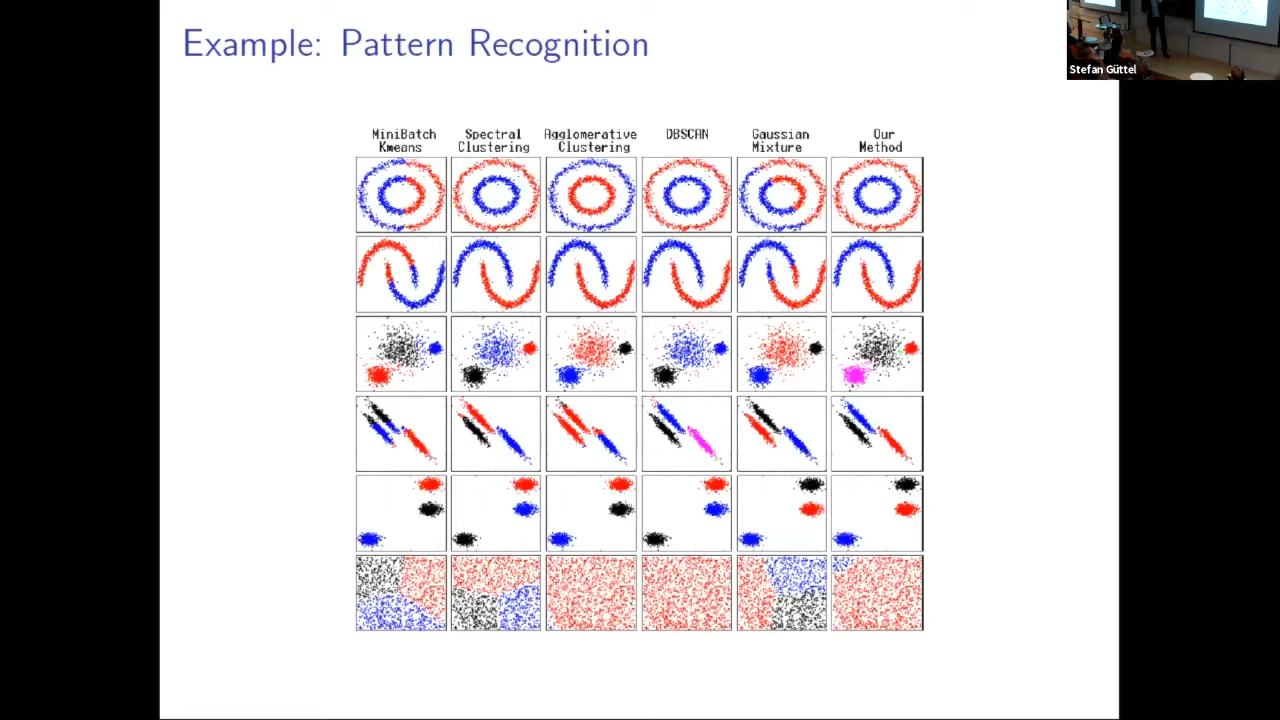 Example: Pattern Recognition
Stefan Güttel
MiniBatch Kmeans
Spectral Clustering
Agglomerative Clustering
DBSCAN
Gaussian Mixture
Our Method